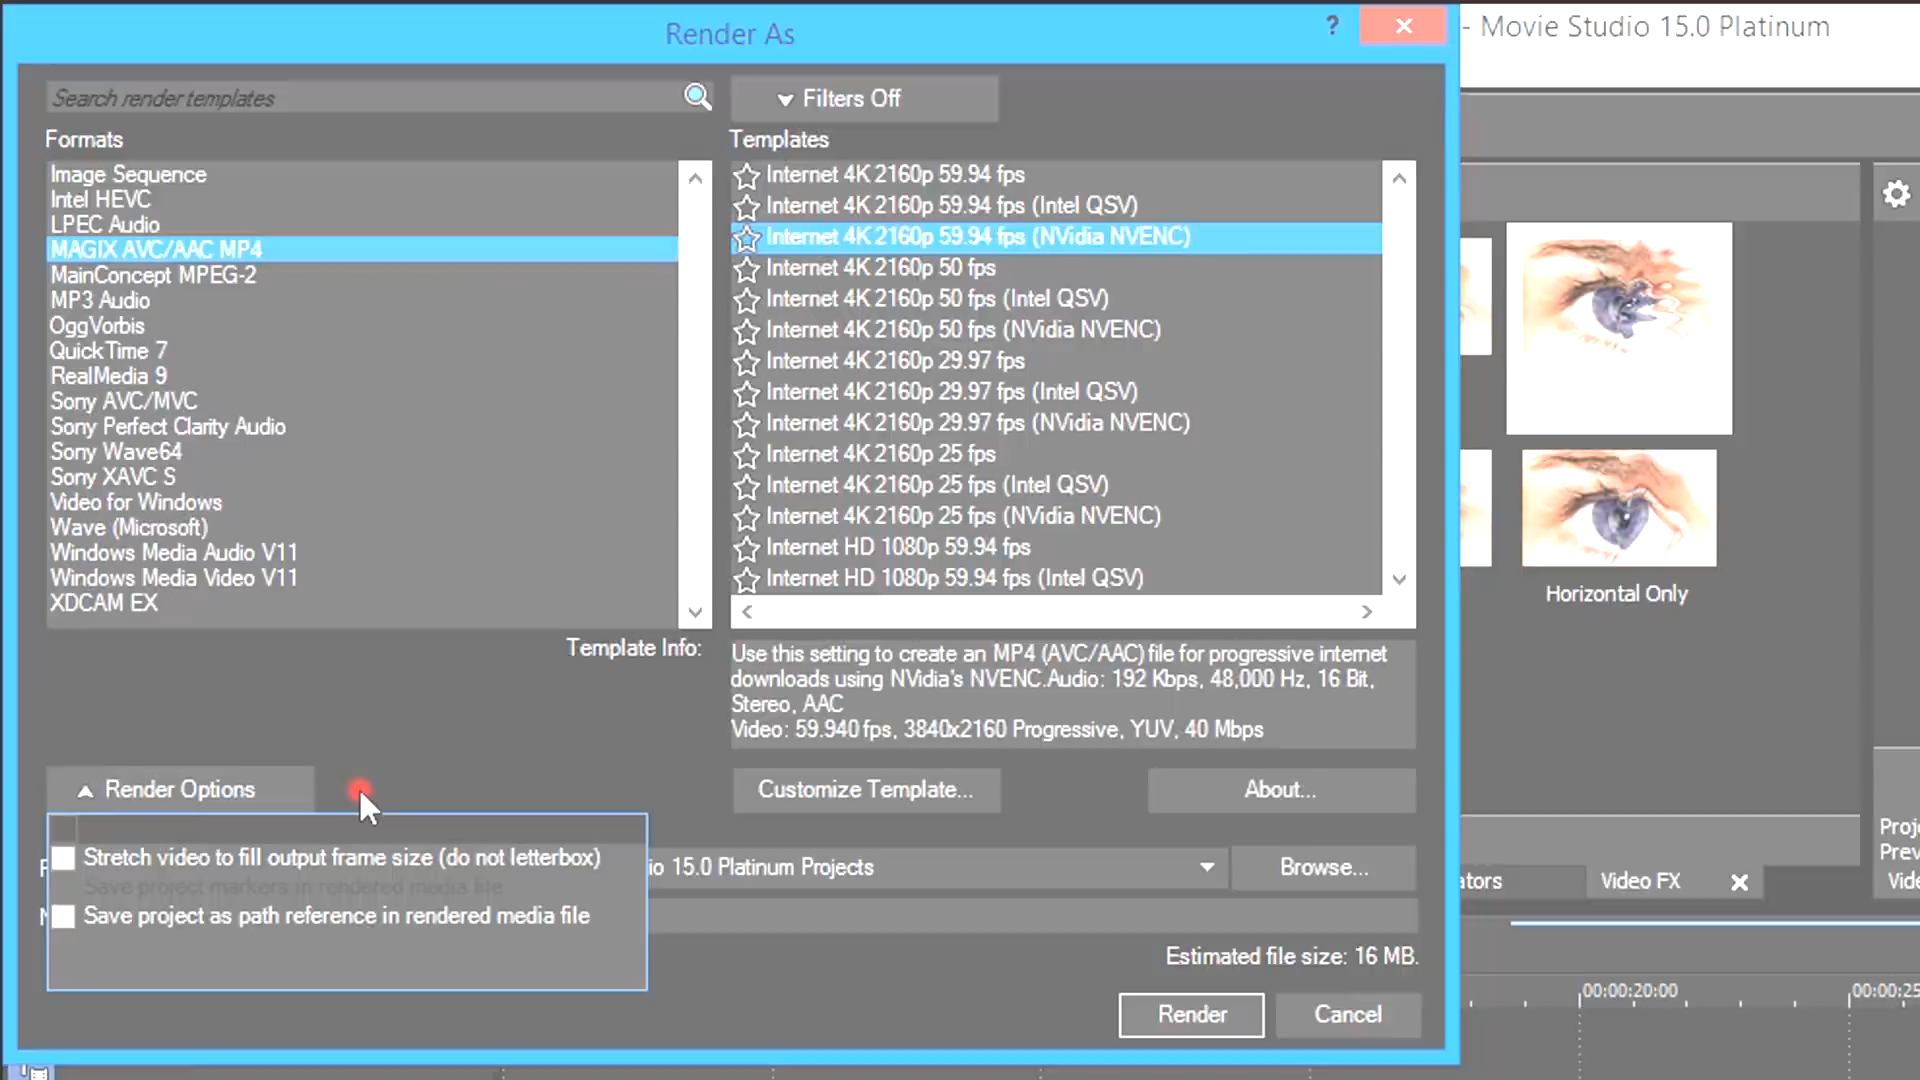 Render As
?
- Movie Studio 15.0 Platinum
Search render templates
Filters Off
Formats
Templates
Image Sequence
Intel HEVC
LPEC Audio
MAGIX AVC/AAC MP4
MainConcept MPEG-2
MP3 Audio
OggVorbis
QuickTime 7
RealMedia 9
Sony AVC/MVC
Sony Perfect Clarity Audio
Sony Wave64
Sony XAVC S
Video for Windows
Wave (Microsoft)
Windows Media Audio V11
Windows Media Video V11
XDCAM EX
Internet 4K 2160p 59.94 fps
Internet 4K 2160p 59.94 fps (Intel QSV)
Internet 4K 2160p 59.94 fps (NVidia NVENC)
Internet 4K 2160p 50 fps
Internet 4K 2160p 50 fps (Intel QSV)
Internet 4K 2160p 50 fps (NVidia NVENC)
Internet 4K 2160p 29.97 fps
Internet 4K 2160p 29.97 fps (Intel QSV)
Internet 4K 2160p 29.97 fps (NVidia NVENC)
Internet 4K 2160p 25 fps
Internet 4K 2160p 25 fps (Intel QSV)
Internet 4K 2160p 25 fps (NVidia NVENC)
Internet HD 1080p 59.94 fps
Internet HD 1080p 59.94 fps (Intel QSV)
Horizontal Only
Template Info:
Use this setting to create an MP4 (AVC/AAC) file for progressive internet
downloads using NVidia's NVENC.Audio: 192 Kbps, 48,000 Hz, 16 Bit,
Stereo, AAC
Video: 59.940 fps, 3840x2160 Progressive, YUV, 40 Mbps
Render Options
Customize Template...
About...
Stretch video to fill output frame size (do not letterbox)
Save project markers in rendered media file
Save project as path reference in rendered media file
io 15.0 Platinum Projects
Browse...
Estimated file size: 16 MB.
Render
Cancel
Proje
Prev
Vide
ators
Video FX
00:00:20:00
00:00:25